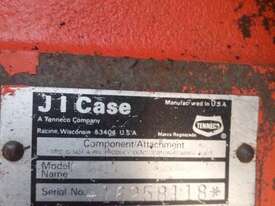 J I Case
Manufactured in U.S.A.
A Tenneco Company
Racine, Wisconsin 53404 U.S.A.
TENNECO
Marca Registrada
Component/Attachment
Model
Name
Serial No.